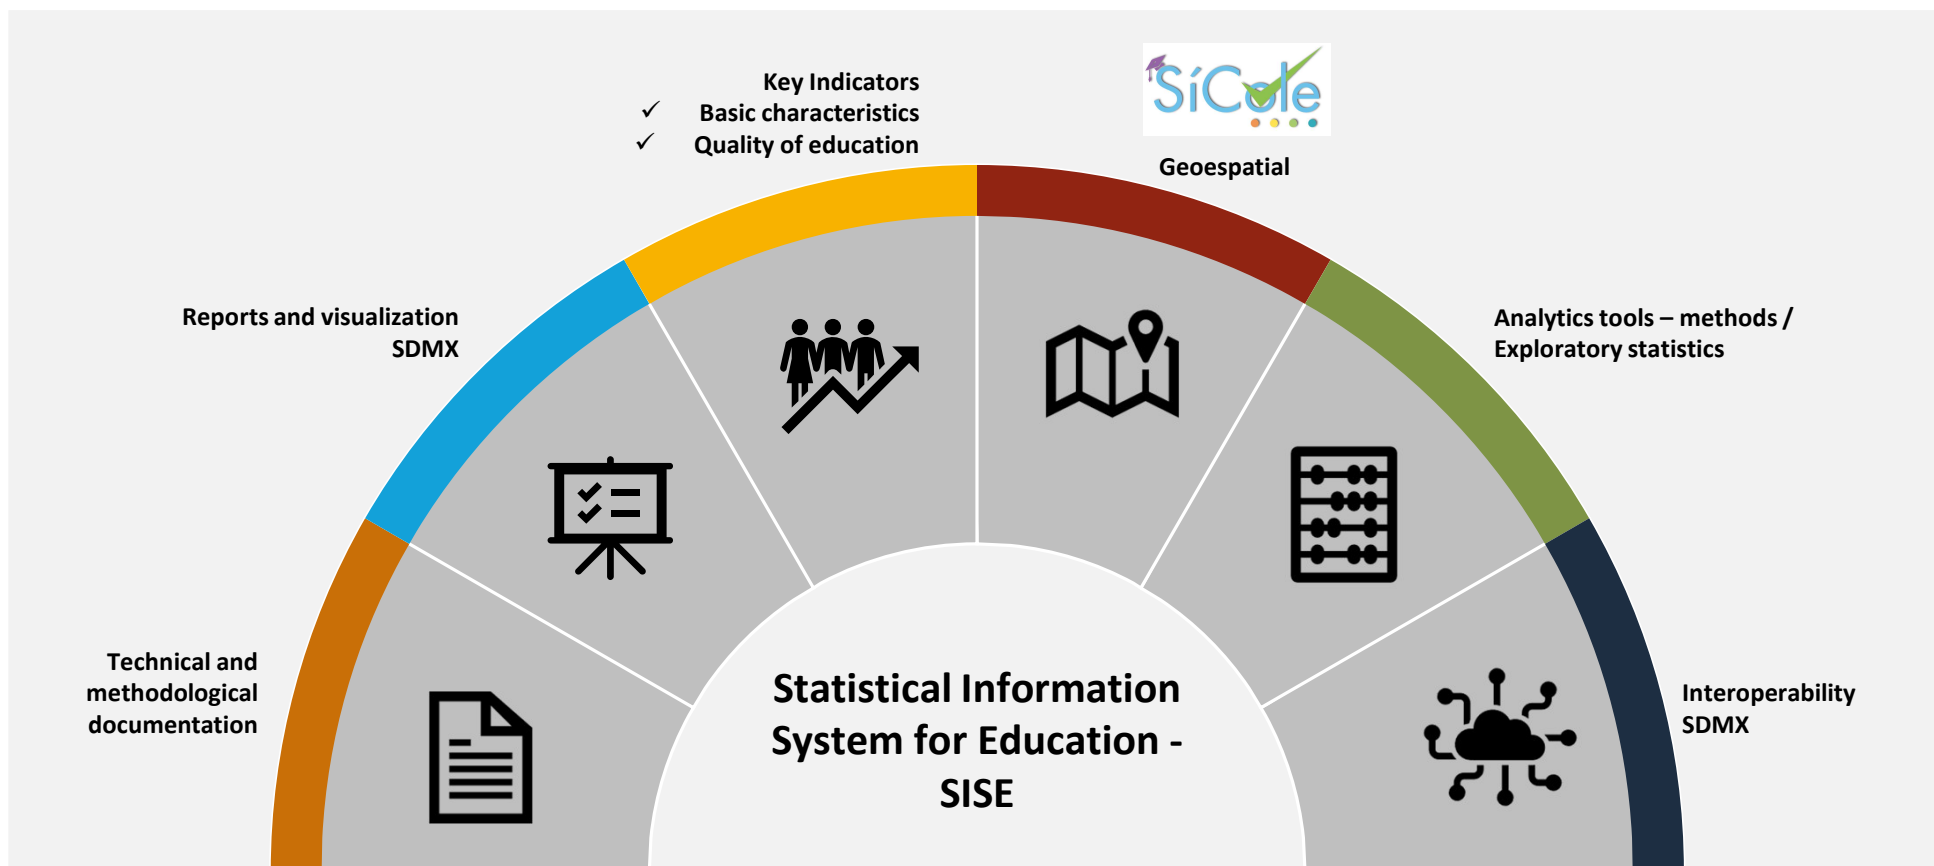 Key Indicators
✓ Basic characteristics
✓ Quality of education
SíCole
Geoespatial
Reports and visualization
SDMX
Analytics tools – methods /
Exploratory statistics
Technical and
methodological
documentation
Interoperability
SDMX
Statistical Information
System for Education -
SISE